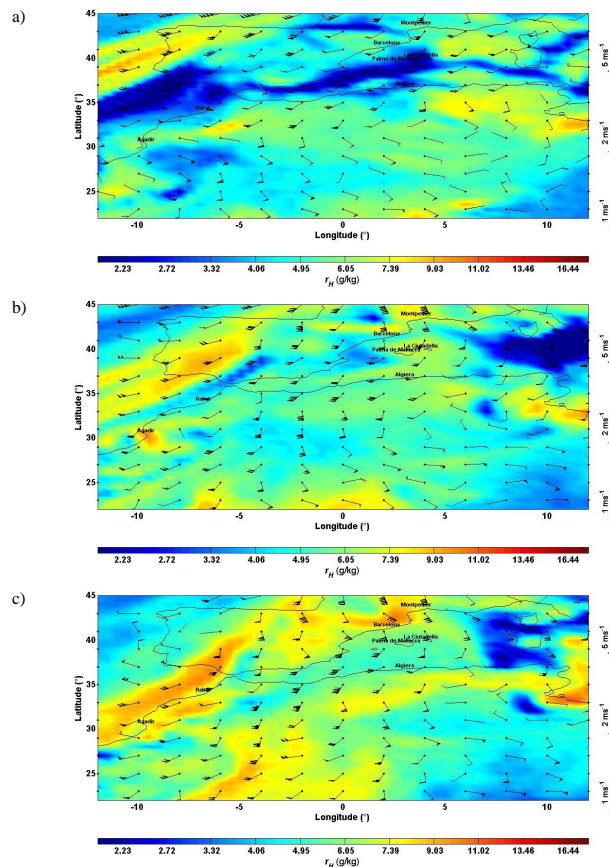 a)
45
40
35
30
25
Latitude (°)
Montpellier
Barcelona
La Ciutadella
Palma de Mallorca
Algiers
Rabat
Agadir
-10 -5 0 5 10
Longitude (°)
5 ms-1
2 ms-1
1 ms-1
2.23 2.72 3.32 4.06 4.95 6.05 7.39 9.03 11.02 13.46 16.44
rH (g/kg)
b)
45
40
35
30
25
Latitude (°)
Montpellier
Barcelona
La Ciutadella
Palma de Mallorca
Algiers
Rabat
Agadir
-10 -5 0 5 10
Longitude (°)
5 ms-1
2 ms-1
1 ms-1
2.23 2.72 3.32 4.06 4.95 6.05 7.39 9.03 11.02 13.46 16.44
rH (g/kg)
c)
45
40
35
30
25
Latitude (°)
Montpellier
Barcelona
La Ciutadella
Palma de Mallorca
Algiers
Rabat
Agadir
-10 -5 0 5 10
Longitude (°)
5 ms-1
2 ms-1
1 ms-1
2.23 2.72 3.32 4.06 4.95 6.05 7.39 9.03 11.02 13.46 16.44
rH (g/kg)